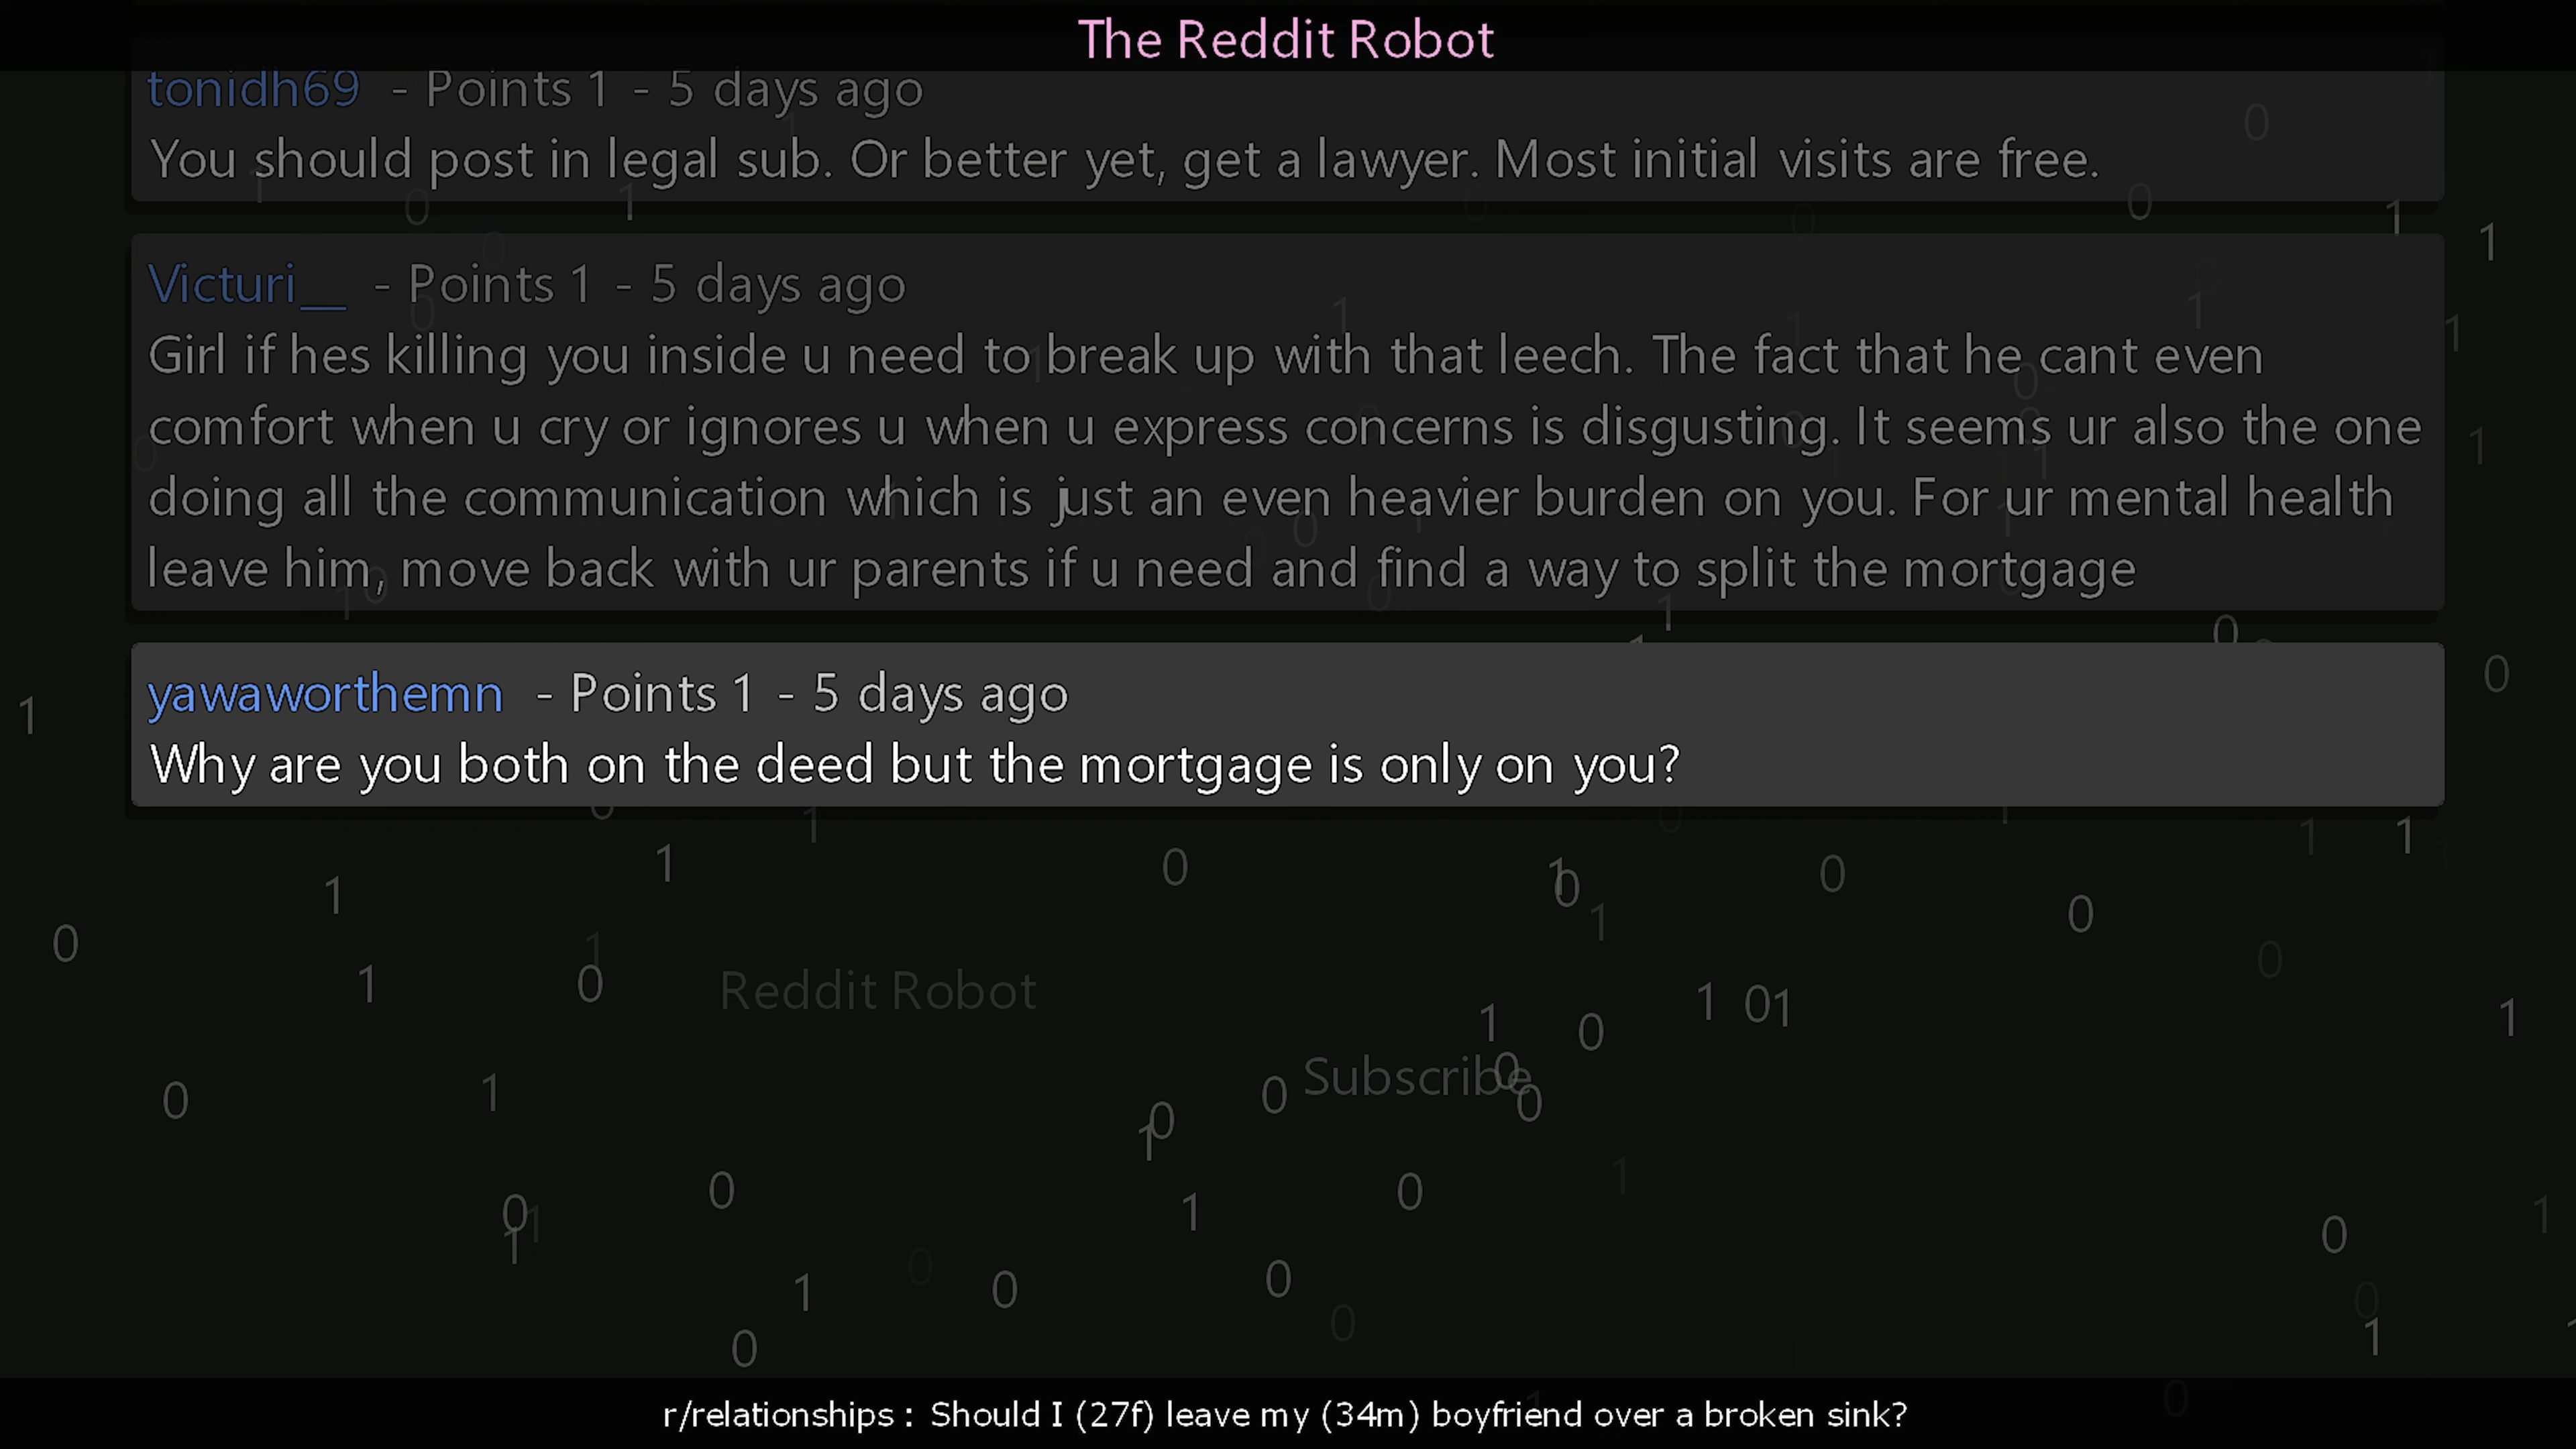 The Reddit Robot
tonidh69 - Points 1 - 5 days ago
You should post in legal sub. Or better yet, get a lawyer. Most initial visits are free.
Victuri__ - Points 1 - 5 days ago
Girl if hes killing you inside u need to break up with that leech. The fact that he cant even
comfort when u cry or ignores u when u express concerns is disgusting. It seems ur also the one
doing all the communication which is just an even heavier burden on you. For ur mental health
leave him, move back with ur parents if u need and find a way to split the mortgage
yawaworthemn - Points 1 - 5 days ago
Why are you both on the deed but the mortgage is only on you?
Reddit Robot
Subscribe
r/relationships : Should I (27f) leave my (34m) boyfriend over a broken sink?